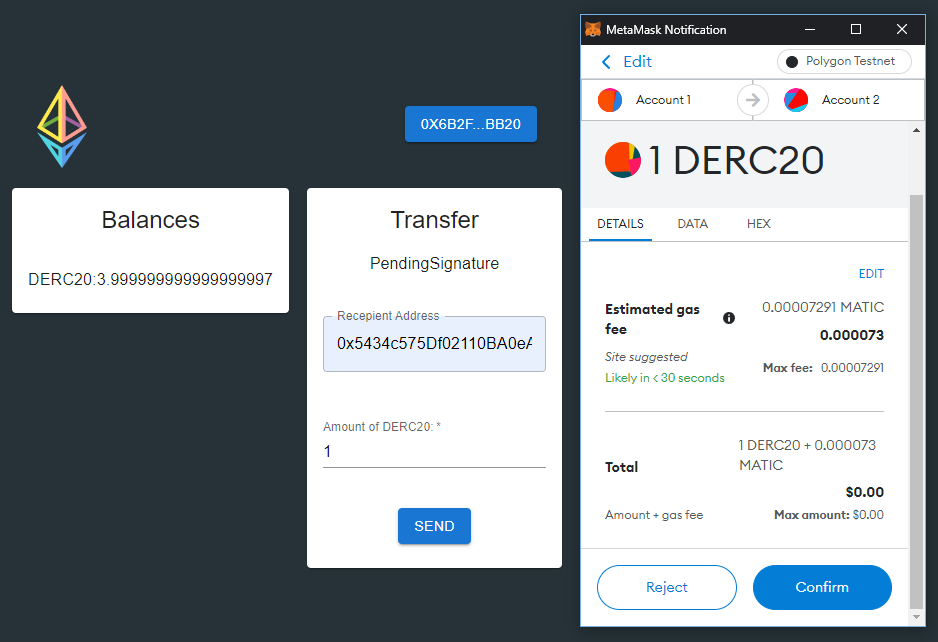 0X6B2F...BB20
Balances
DERC20:3.999999999999999997
Transfer
PendingSignature
Recepient Address
0x5434c575Df02110BA0eA
Amount of DERC20: *
1
SEND
MetaMask Notification
Edit
Polygon Testnet
Account 1
Account 2
1 DERC20
DETAILS
DATA
HEX
EDIT
Estimated gas
fee
0.00007291 MATIC
0.000073
Site suggested
Likely in < 30 seconds
Max fee: 0.00007291
Total
1 DERC20 + 0.000073
MATIC
$0.00
Amount + gas fee
Max amount: $0.00
Reject
Confirm